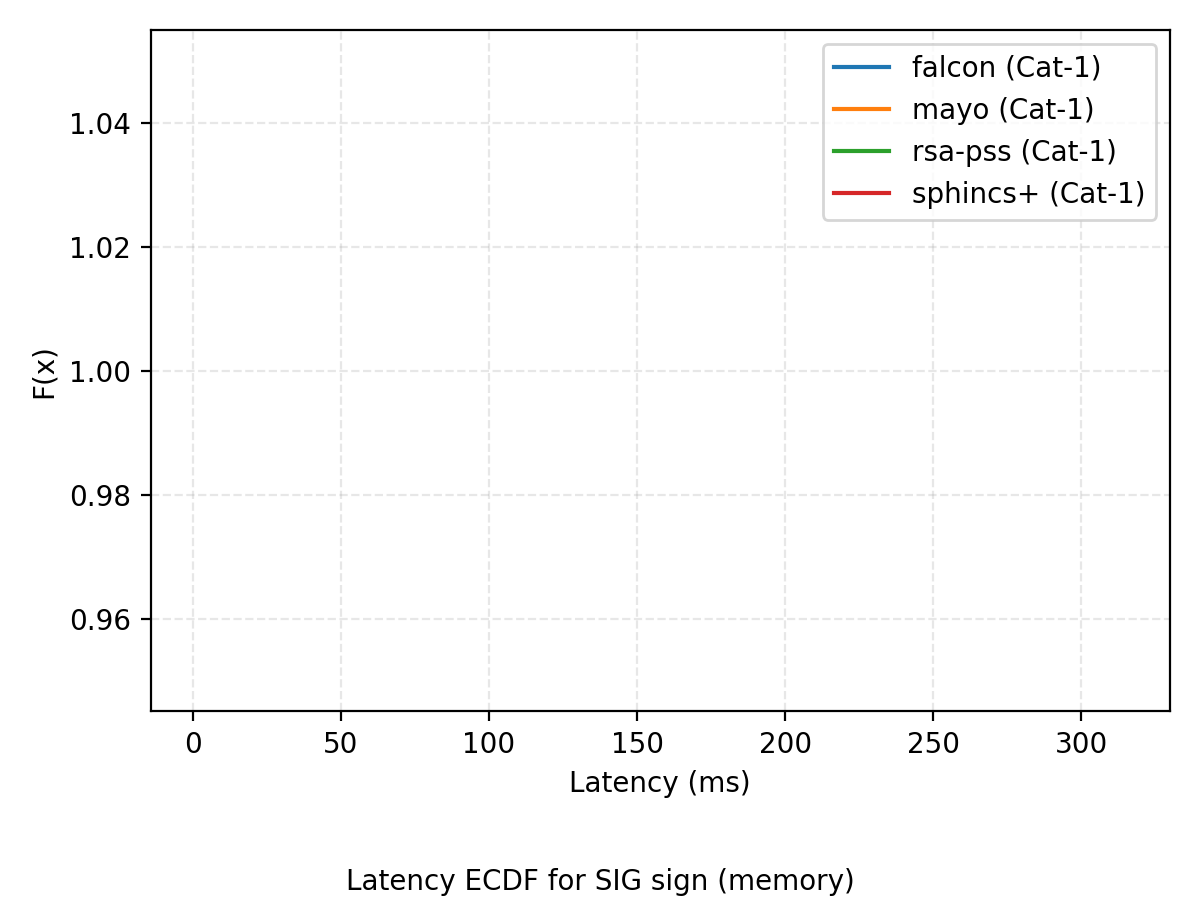 falcon (Cat-1)
mayo (Cat-1)
rsa-pss (Cat-1)
sphincs+ (Cat-1)
1.04
1.02
1.00
0.98
0.96
F(x)
0 50 100 150 200 250 300
Latency (ms)
Latency ECDF for SIG sign (memory)